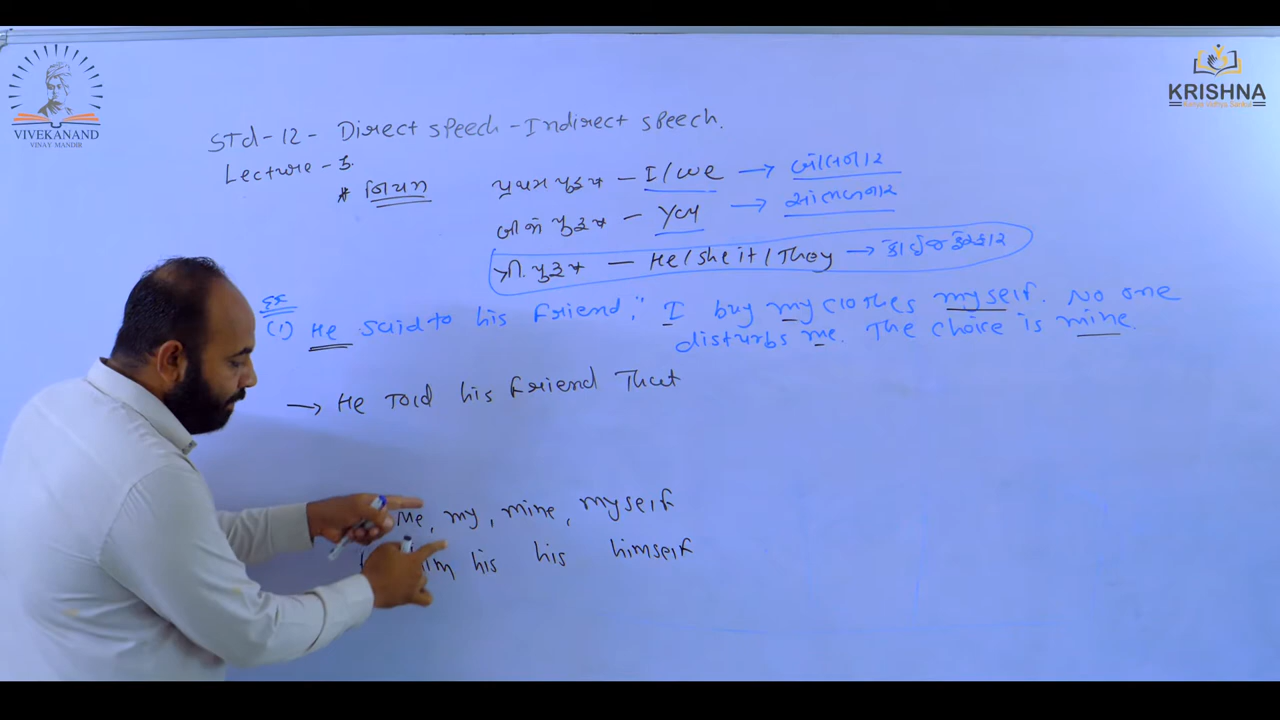 VIVEKANAND
VINAY MANDIR
KRISHNA
STd-12 - Direct speech - Indirect speech.
Lecture - 3.
* નિયમ
પ્રથમ પુરુષ - I/we → બોલનાર
બીજો પુરુષ - You → સાંભળનાર
→ ત્રી. પુરુષ - He/she it/They → કોઈજ ફેરફાર
Ex
(1) He said to his friend, " I buy my clothes myself. No one
disturbs me. The choice is mine.
→ He Told his friend That
Me, my, mine, myself
him his his himself